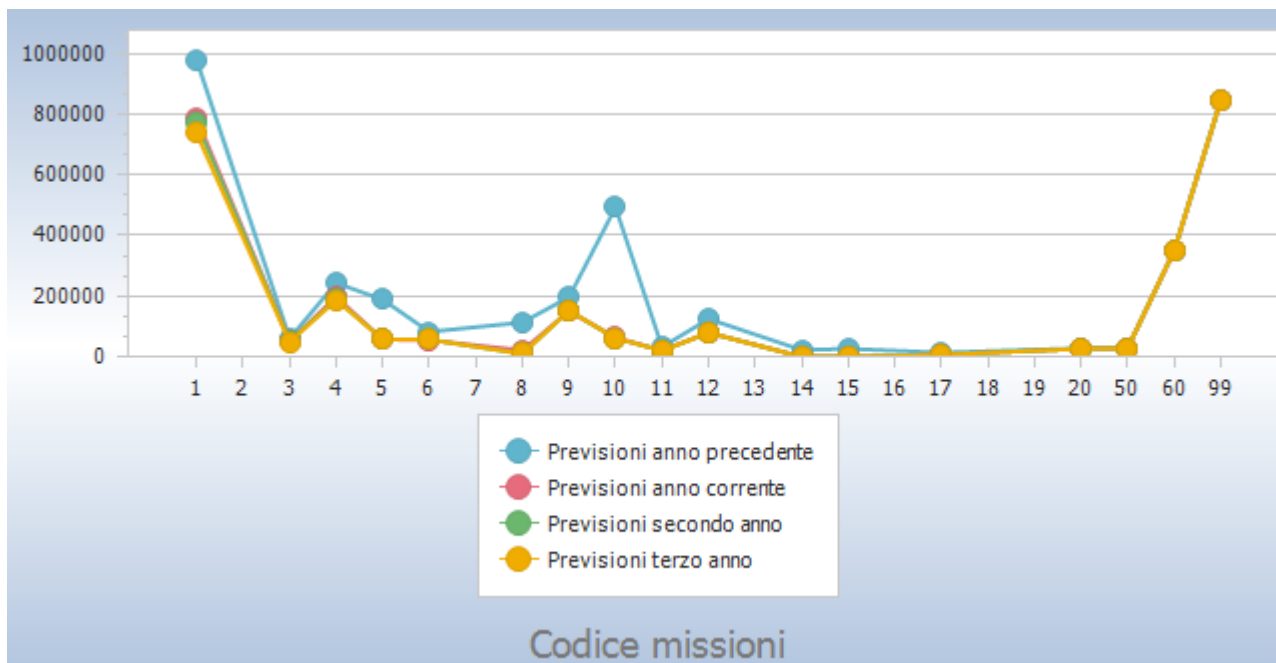 1000000
800000
600000
400000
200000
0
1 2 3 4 5 6 7 8 9 10 11 12 13 14 15 16 17 18 19 20 50 60 99
Previsioni anno precedente
Previsioni anno corrente
Previsioni secondo anno
Previsioni terzo anno
Codice missioni